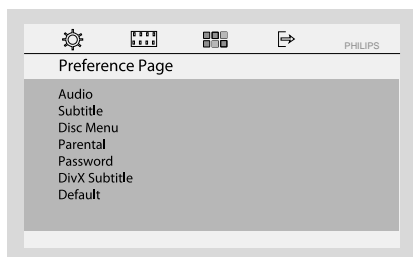 PHILIPS
Preference Page
Audio
Subtitle
Disc Menu
Parental
Password
DivX Subtitle
Default